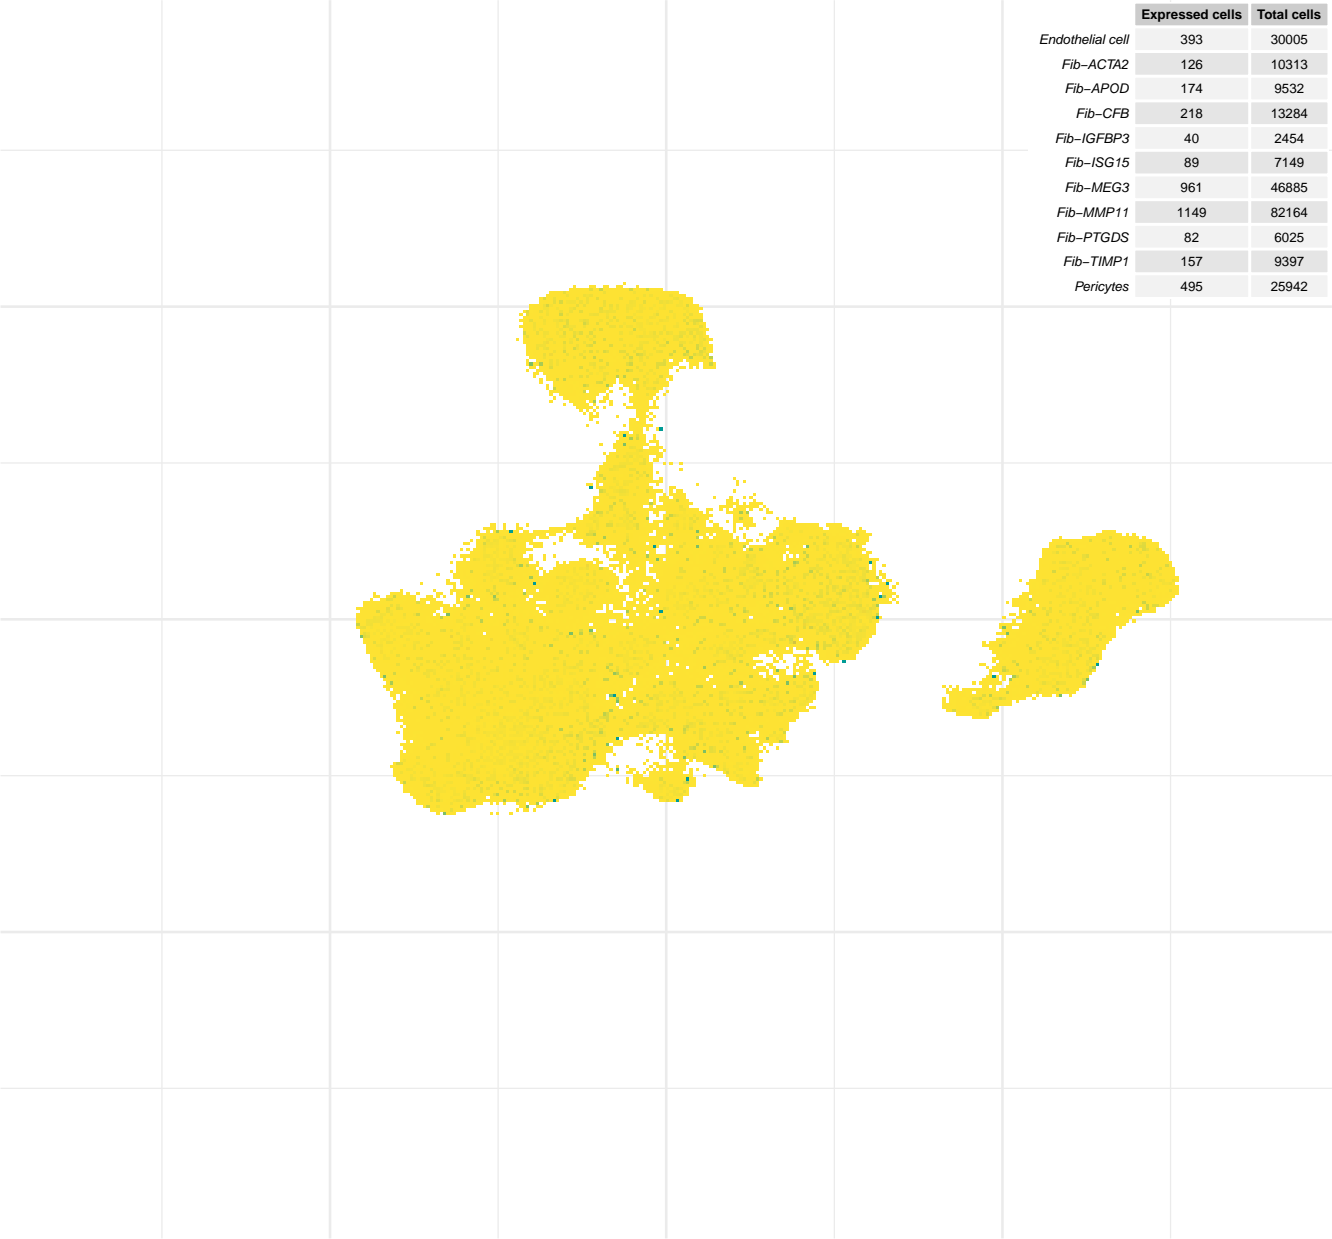 Expressed cells Total cells
Endothelial cell 393 30005
Fib−ACTA2 126 10313
Fib−APOD 174 9532
Fib−CFB 218 13284
Fib−IGFBP3 40 2454
Fib−ISG15 89 7149
Fib−MEG3 961 46885
Fib−MMP11 1149 82164
Fib−PTGDS 82 6025
Fib−TIMP1 157 9397
Pericytes 495 25942